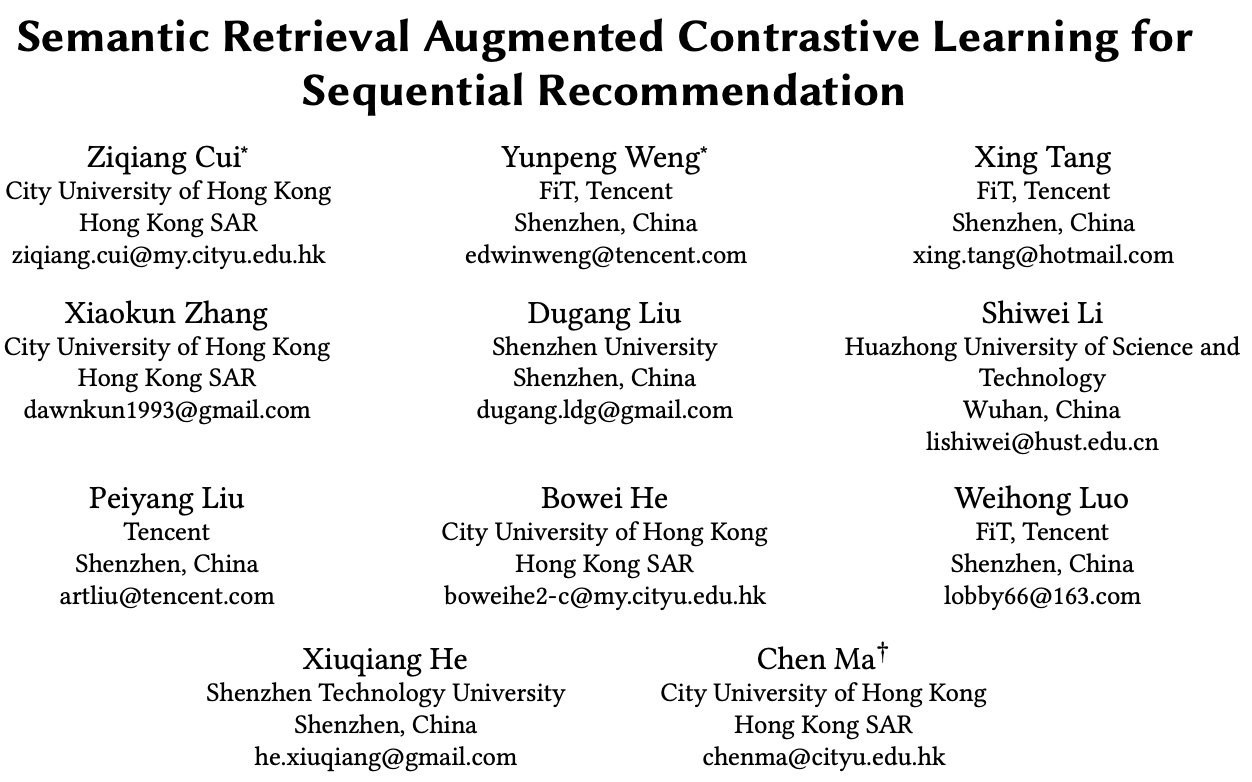 Semantic Retrieval Augmented Contrastive Learning for
Sequential Recommendation
Ziqiang Cui*
City University of Hong Kong
Hong Kong SAR
ziqiang.cui@my.cityu.edu.hk
Yunpeng Weng*
FiT, Tencent
Shenzhen, China
edwinweng@tencent.com
Xing Tang
FiT, Tencent
Shenzhen, China
xing.tang@hotmail.com
Xiaokun Zhang
City University of Hong Kong
Hong Kong SAR
dawnkun1993@gmail.com
Dugang Liu
Shenzhen University
Shenzhen, China
dugang.ldg@gmail.com
Shiwei Li
Huazhong University of Science and
Technology
Wuhan, China
lishiwei@hust.edu.cn
Peiyang Liu
Tencent
Shenzhen, China
artliu@tencent.com
Bowei He
City University of Hong Kong
Hong Kong SAR
boweihe2-c@my.cityu.edu.hk
Weihong Luo
FiT, Tencent
Shenzhen, China
lobby66@163.com
Xiuqiang He
Shenzhen Technology University
Shenzhen, China
he.xiuqiang@gmail.com
Chen Ma†
City University of Hong Kong
Hong Kong SAR
chenma@cityu.edu.hk